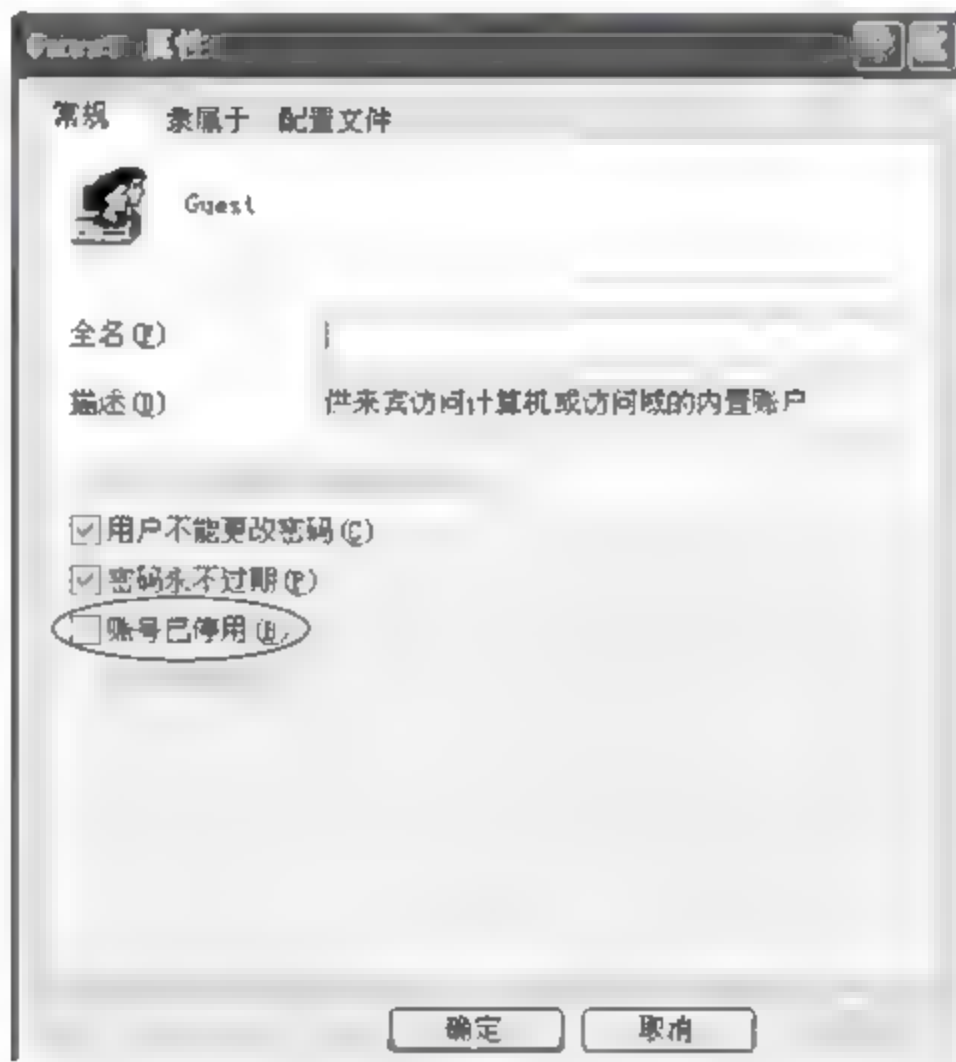 属性
常规 隶属于 配置文件
Guest
全名(F)
描述(D) 供来宾访问计算机或访问域的内置账户
用户不能更改密码(C)
密码永不过期(P)
账号已停用(B)
确定 取消